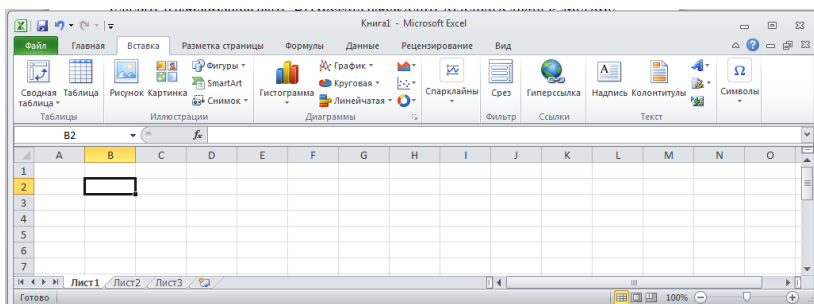 Книга1 - Microsoft Excel
Файл Главная Вставка Разметка страницы Формулы Данные Рецензирование Вид
Сводная таблица Таблица Рисунок Картинка Фигуры SmartArt Снимок Гистограмма График Круговая Линейчатая Спарклайны Срез Гиперссылка Надпись Колонтитулы Символы
Таблицы Иллюстрации Диаграммы Фильтр Ссылки Текст
B2 fx
A B C D E F G H I J K L M N O
1
2
3
4
5
6
7
Лист1 Лист2 Лист3
Готово 100%